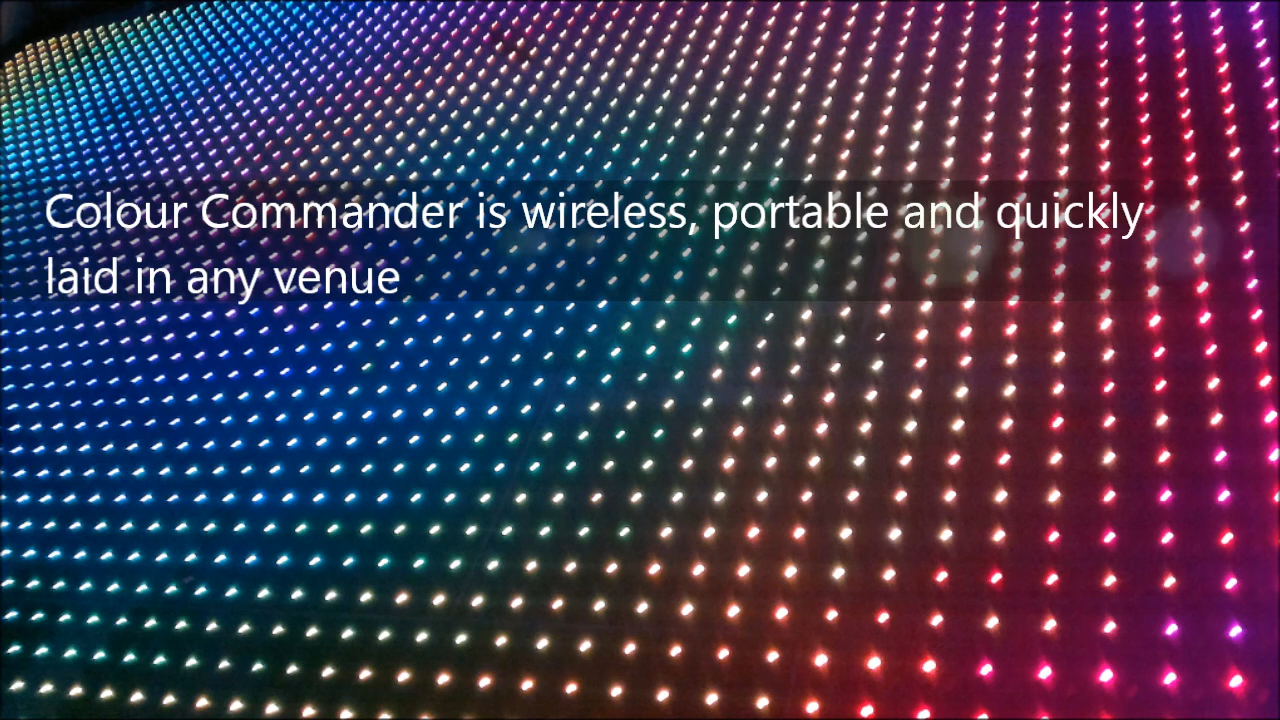 Colour Commander is wireless, portable and quickly
laid in any venue